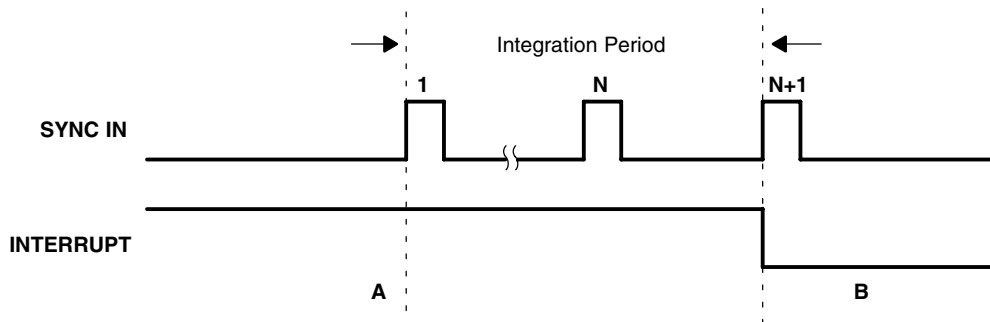 Integration Period
1 N N+1
SYNC IN
INTERRUPT
A B